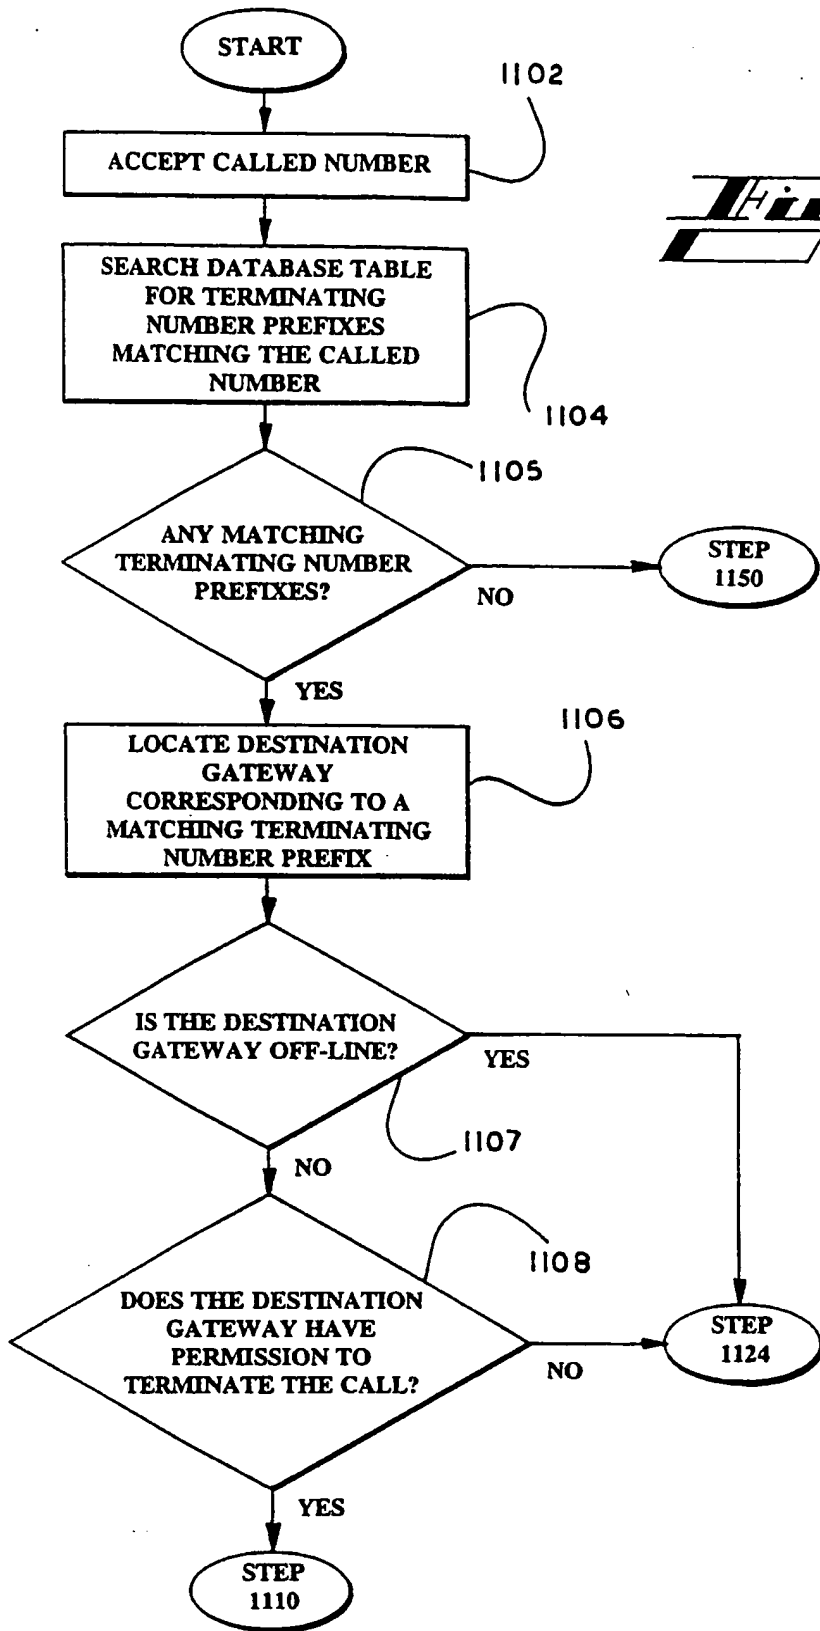 START
1102
ACCEPT CALLED NUMBER
SEARCH DATABASE TABLE
FOR TERMINATING
NUMBER PREFIXES
MATCHING THE CALLED
NUMBER
1104
1105
ANY MATCHING
TERMINATING NUMBER
PREFIXES?
NO
STEP
1150
YES
1106
LOCATE DESTINATION
GATEWAY
CORRESPONDING TO A
MATCHING TERMINATING
NUMBER PREFIX
IS THE DESTINATION
GATEWAY OFF-LINE?
YES
1107
NO
1108
DOES THE DESTINATION
GATEWAY HAVE
PERMISSION TO
TERMINATE THE CALL?
NO
STEP
1124
YES
STEP
1110